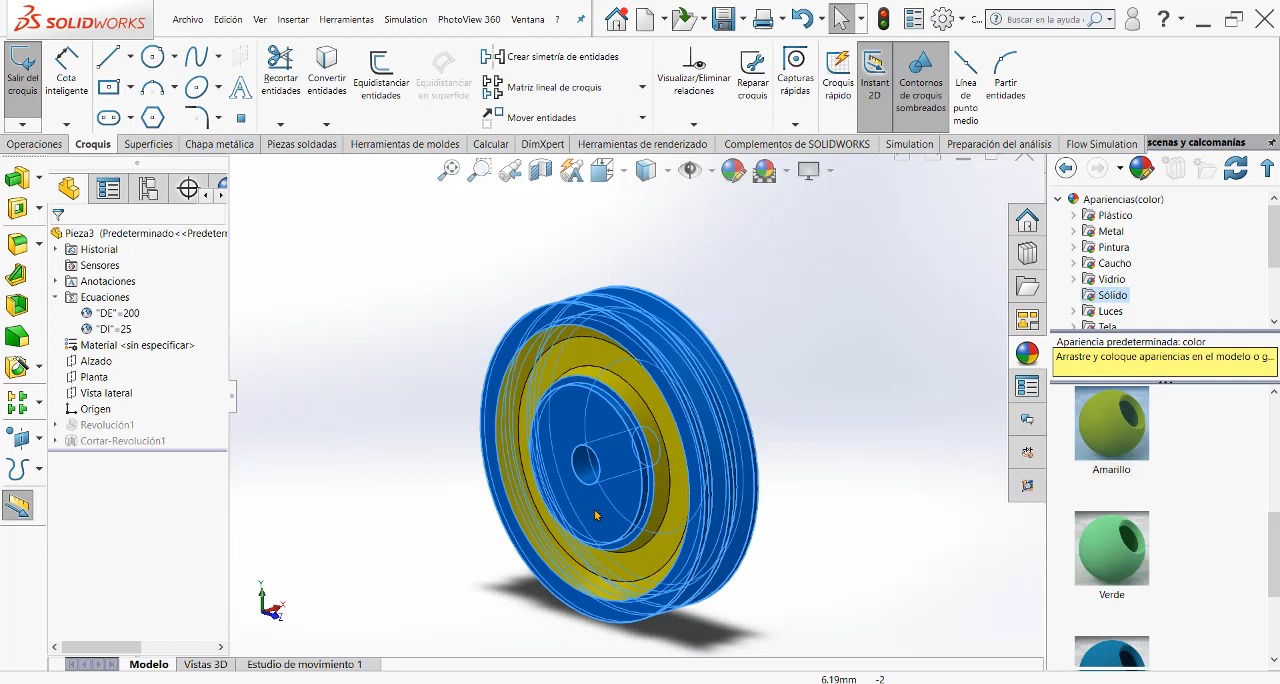 SOLIDWORKS
Archivo Edición Ver Insertar Herramientas Simulation PhotoView 360 Ventana ?
C...
Buscar en la ayuda
?
Salir del croquis
Cota inteligente
Recortar entidades
Convertir entidades
Equidistanciar entidades
Equidistanciar en superficie
Crear simetría de entidades
Matriz lineal de croquis
Mover entidades
Visualizar/Eliminar relaciones
Reparar croquis
Capturas rápidas
Croquis rápido
Instant 2D
Contornos de croquis sombreados
Línea de punto medio
Partir entidades
Operaciones Croquis Superficies Chapa metálica Piezas soldadas Herramientas de moldes Calcular DimXpert Herramientas de renderizado Complementos de SOLIDWORKS Simulation Preparación del análisis Flow Simulation
scenas y calcomanías
Pieza3 (Predeterminado<<Predeterr
Historial
Sensores
Anotaciones
Ecuaciones
"DE"=200
"DI"=25
Material <sin especificar>
Alzado
Planta
Vista lateral
Origen
Revolución1
Cortar-Revolución1
Y
X
Z
Apariencias(color)
Plástico
Metal
Pintura
Caucho
Vidrio
Sólido
Luces
Tela
Apariencia predeterminada: color
Arrastre y coloque apariencias en el modelo o g...
Amarillo
Verde
Modelo Vistas 3D Estudio de movimiento 1
6.19mm -2